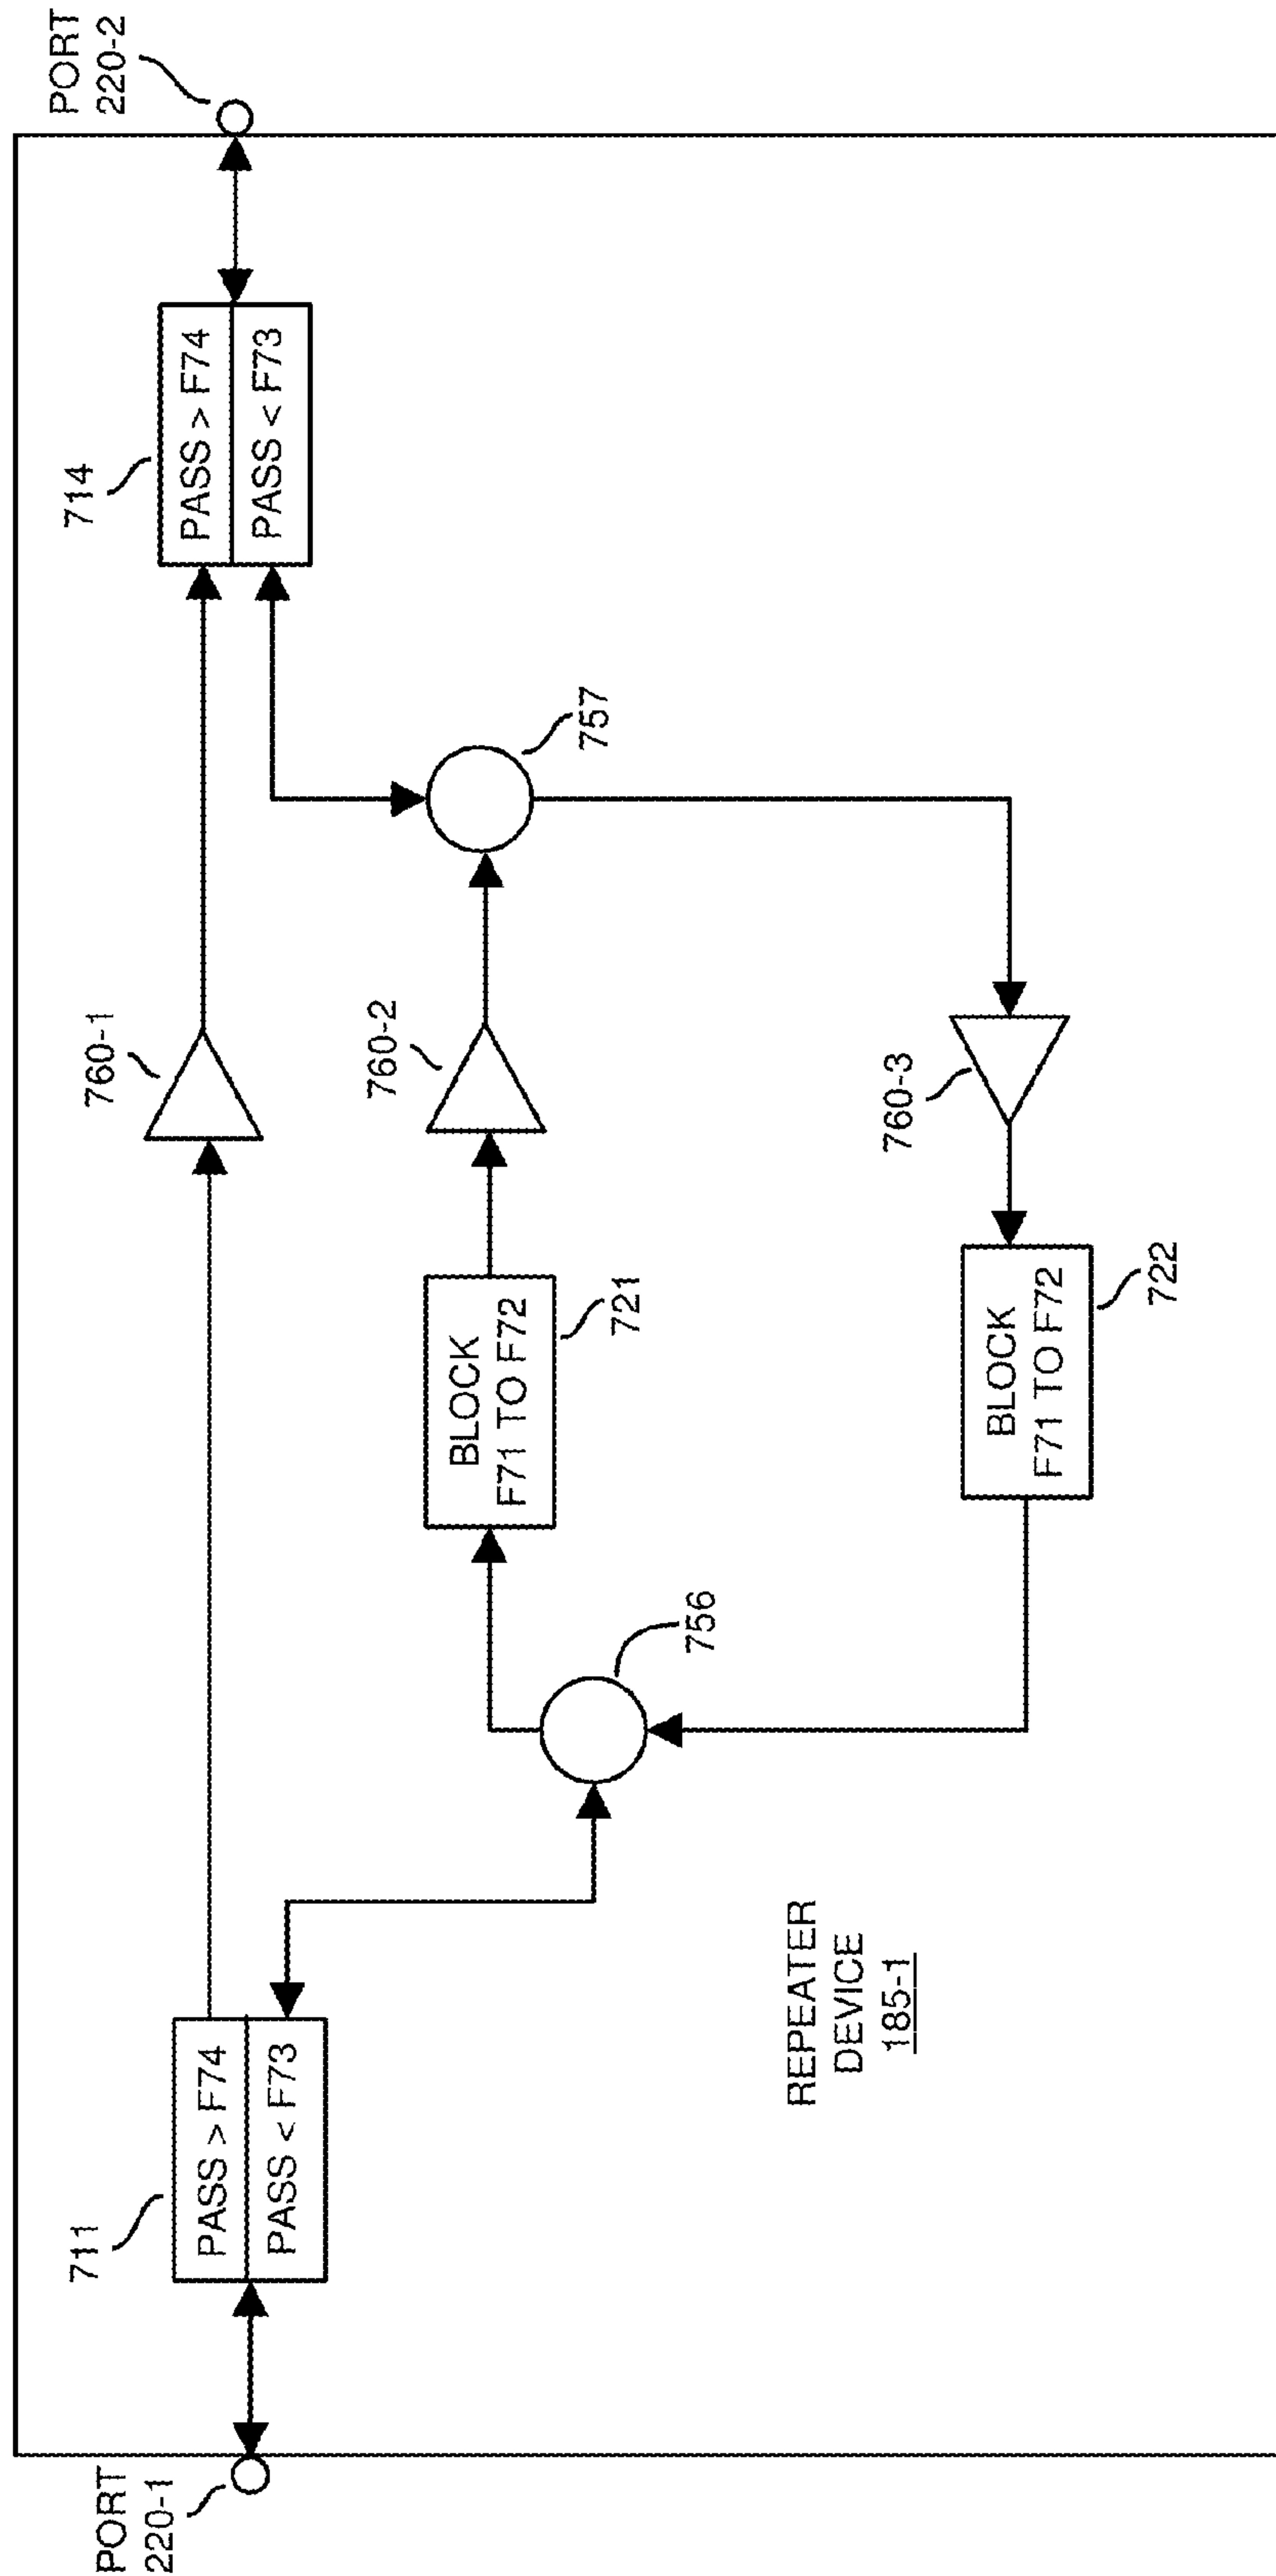 PORT
220-1
711
PASS > F74
PASS < F73
760-1
714
PASS > F74
PASS < F73
PORT
220-2
756
BLOCK
F71 TO F72
721
760-2
757
760-3
BLOCK
F71 TO F72
722
REPEATER
DEVICE
185-1